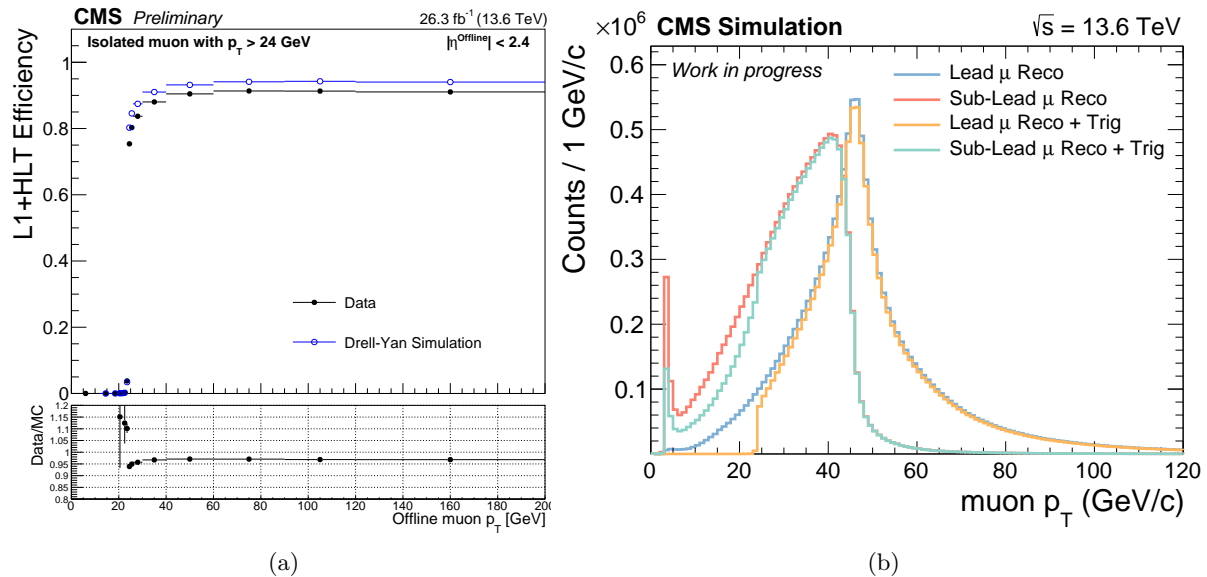 CMS Preliminary 26.3 fb⁻¹ (13.6 TeV)
Isolated muon with p_T > 24 GeV |η^Offline| < 2.4
L1+HLT Efficiency
1
0.8
0.6
0.4
0.2
0
Data
Drell-Yan Simulation
Data/MC
1.2
1.15
1.1
1.05
1
0.95
0.9
0.85
0.8
0 20 40 60 80 100 120 140 160 180 200
Offline muon p_T [GeV]
(a)
×10⁶
CMS Simulation √s = 13.6 TeV
Work in progress
Lead μ Reco
Sub-Lead μ Reco
Lead μ Reco + Trig
Sub-Lead μ Reco + Trig
Counts / 1 GeV/c
0.6
0.5
0.4
0.3
0.2
0.1
0 20 40 60 80 100 120
muon p_T (GeV/c)
(b)